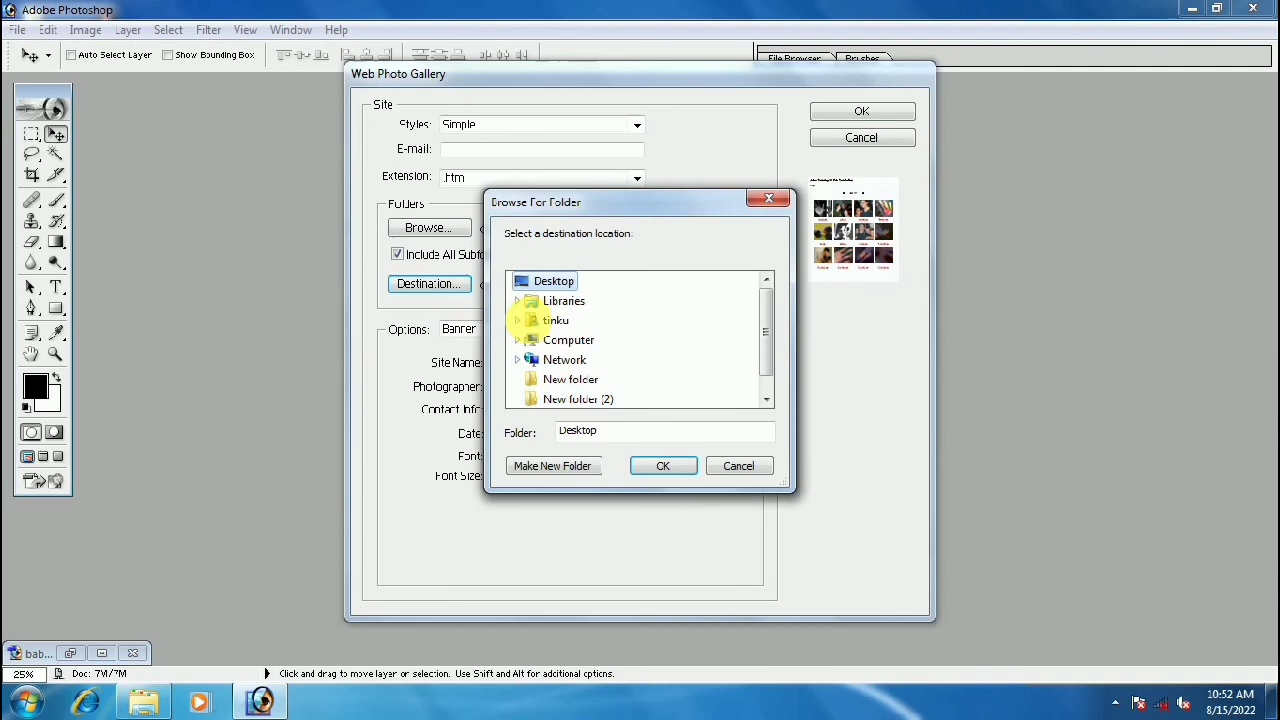 Adobe Photoshop
File Edit Image Layer Select Filter View Window Help
Auto Select Layer Show Bounding Box File Browser Brushes
Web Photo Gallery
Site
Styles: Simple
OK
E-mail:
Cancel
Extension: .htm
Folders
Browse...
Include All Subfo
Destination...
Options: Banner
Site Name:
Photographer:
Contact Info:
Date:
Font:
Font Size:
Browse For Folder
Select a destination location:
Desktop
Libraries
tinku
Computer
Network
New folder
New folder (2)
Folder: Desktop
Make New Folder OK Cancel
bab...
25% Doc: 7M/7M Click and drag to move layer or selection. Use Shift and Alt for additional options.
10:52 AM
8/15/2022